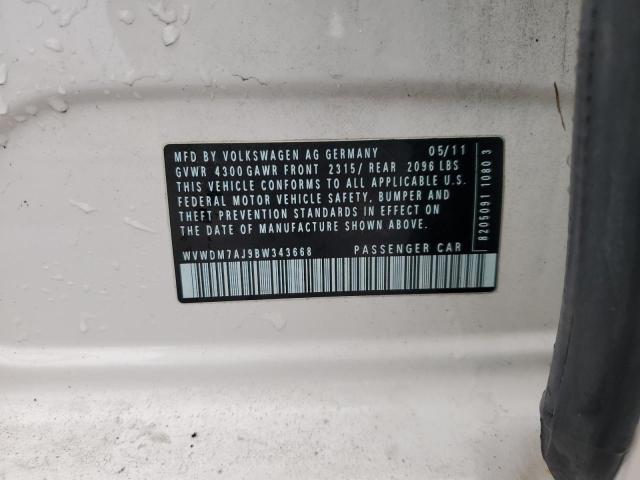 MFD BY VOLKSWAGEN AG GERMANY 05/11
GVWR 4300 GAWR FRONT 2315/ REAR 2096 LBS
THIS VEHICLE CONFORMS TO ALL APPLICABLE U.S.
FEDERAL MOTOR VEHICLE SAFETY, BUMPER AND
THEFT PREVENTION STANDARDS IN EFFECT ON
THE DATE OF MANUFACTURE SHOWN ABOVE.
WVWDM7AJ9BW343668 PASSENGER CAR
8205091 1080 3